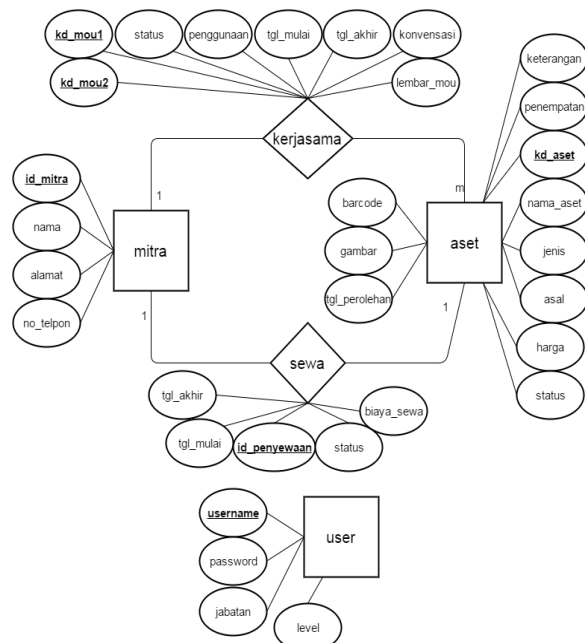 kd_mou1
status
penggunaan
tgl_mulai
tgl_akhir
konvensasi
kd_mou2
lembar_mou
kerjasama
keterangan
penempatan
kd_aset
nama_aset
jenis
asal
harga
status
1
m
id_mitra
nama
alamat
no_telpon
mitra
barcode
gambar
tgl_perolehan
aset
1
1
sewa
tgl_akhir
tgl_mulai
id_penyewaan
status
biaya_sewa
username
password
jabatan
level
user